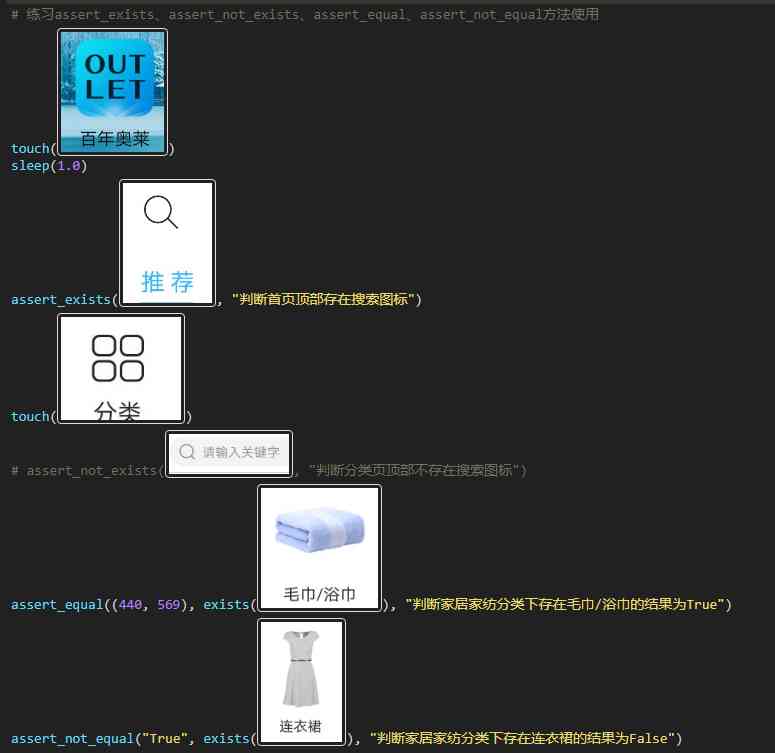 # 练习assert_exists、assert_not_exists、assert_equal、assert_not_equal方法使用
OUT
LET
百年奥莱
touch()
sleep(1.0)
推荐
assert_exists(, "判断首页顶部存在搜索图标")
分类
touch()
请输入关键字
# assert_not_exists(, "判断分类页顶部不存在搜索图标")
毛巾/浴巾
assert_equal((440, 569), exists(), "判断家居家纺分类下存在毛巾/浴巾的结果为True")
连衣裙
assert_not_equal("True", exists(), "判断家居家纺分类下存在连衣裙的结果为False")